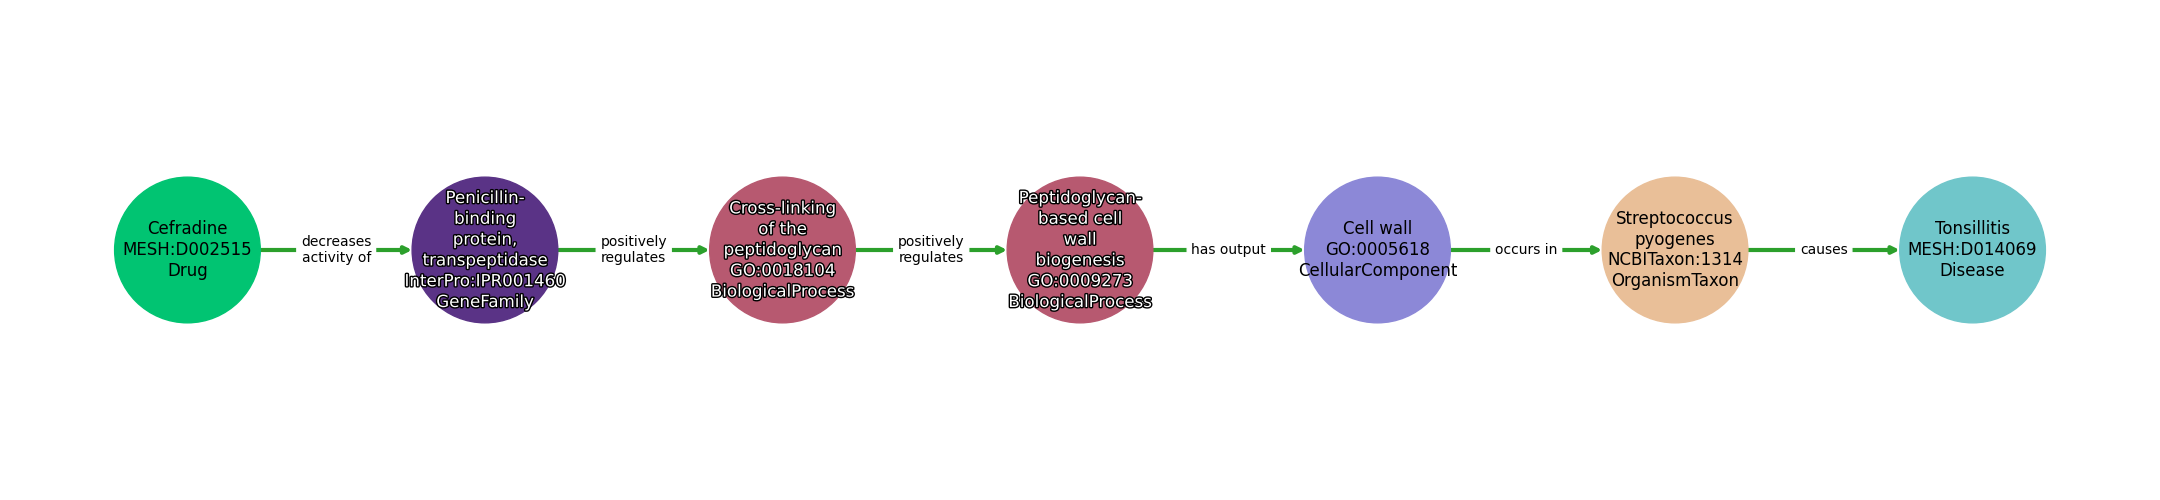 Cefradine
MESH:D002515
Drug
decreases
activity of
Penicillin-
binding
protein,
transpeptidase
InterPro:IPR001460
GeneFamily
positively
regulates
Cross-linking
of the
peptidoglycan
GO:0018104
BiologicalProcess
positively
regulates
Peptidoglycan-
based cell
wall
biogenesis
GO:0009273
BiologicalProcess
has output
Cell wall
GO:0005618
CellularComponent
occurs in
Streptococcus
pyogenes
NCBITaxon:1314
OrganismTaxon
causes
Tonsillitis
MESH:D014069
Disease